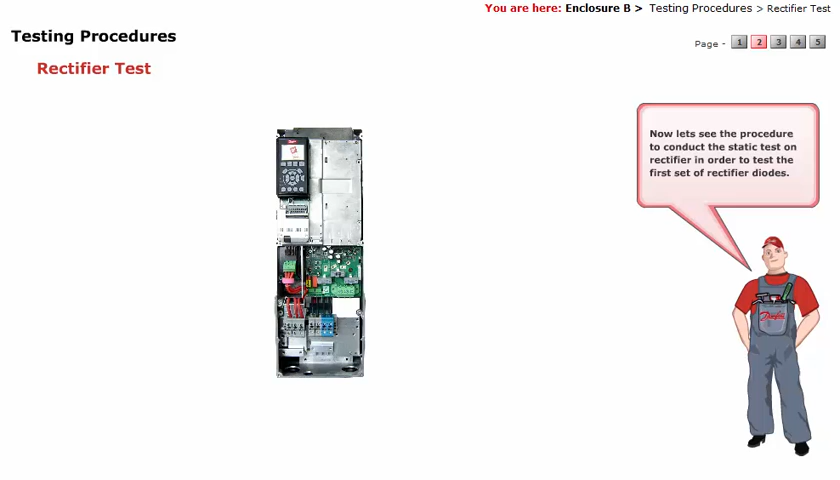 You are here: Enclosure B > Testing Procedures > Rectifier Test
Testing Procedures
Page - 1 2 3 4 5
Rectifier Test
Now lets see the procedure
to conduct the static test on
rectifier in order to test the
first set of rectifier diodes.
Danfoss